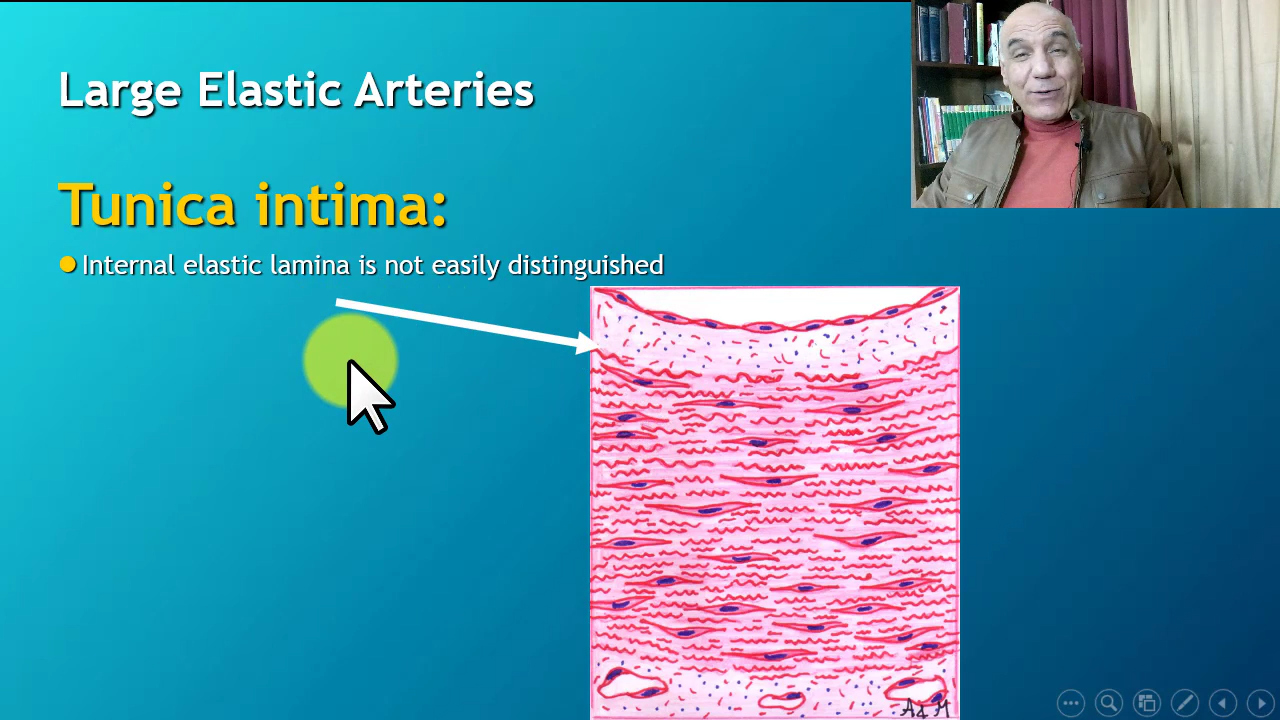 Large Elastic Arteries
Tunica intima:
Internal elastic lamina is not easily distinguished